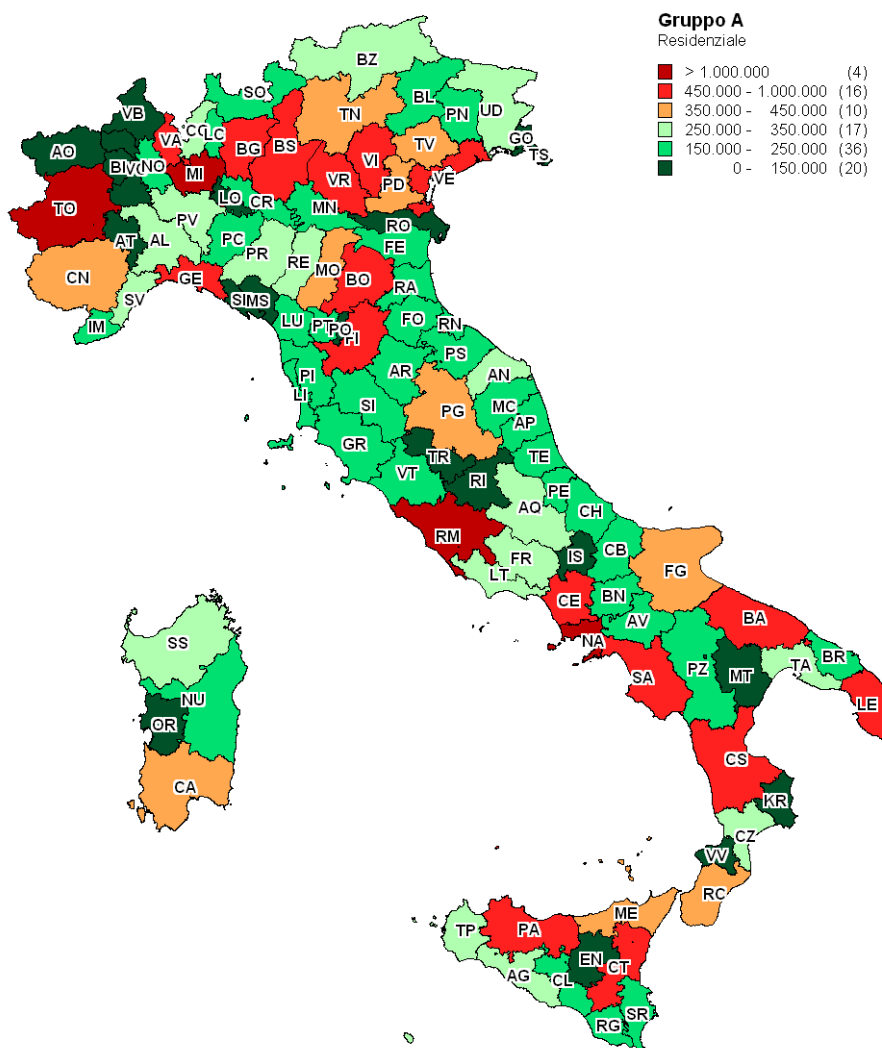 Gruppo A
Residenziale
> 1.000.000 (4)
450.000 - 1.000.000 (16)
350.000 - 450.000 (10)
250.000 - 350.000 (17)
150.000 - 250.000 (36)
0 - 150.000 (20)
BZ
SO
VB
BL
UD
PN
TN
CO
LC
VA
GO
TS
AO
BI
VC
NO
BG
BS
VI
TV
MI
VR
PD
VE
TO
LO
CR
MN
RO
AT
AL
PV
PC
PR
RE
MO
FE
CN
GE
BO
SV
RA
SI
MS
IM
LU
PT
PO
FI
FO
RN
PS
AR
AN
PI
LI
SI
PG
MC
AP
GR
TR
TE
VT
RI
PE
AQ
CH
RM
CB
IS
FR
LT
FG
CE
BN
BA
AV
NA
SS
PZ
BR
TA
MT
SA
LE
NU
OR
CS
CA
KR
CZ
VV
RC
ME
TP
PA
EN
CT
AG
CL
SR
RG